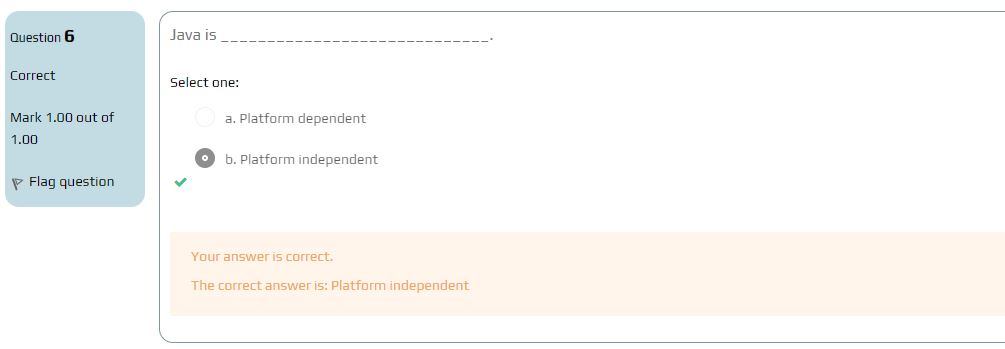 Question 6
Correct
Mark 1.00 out of
1.00
Flag question
Java is _____________________________.
Select one:
a. Platform dependent
b. Platform independent
Your answer is correct.
The correct answer is: Platform independent